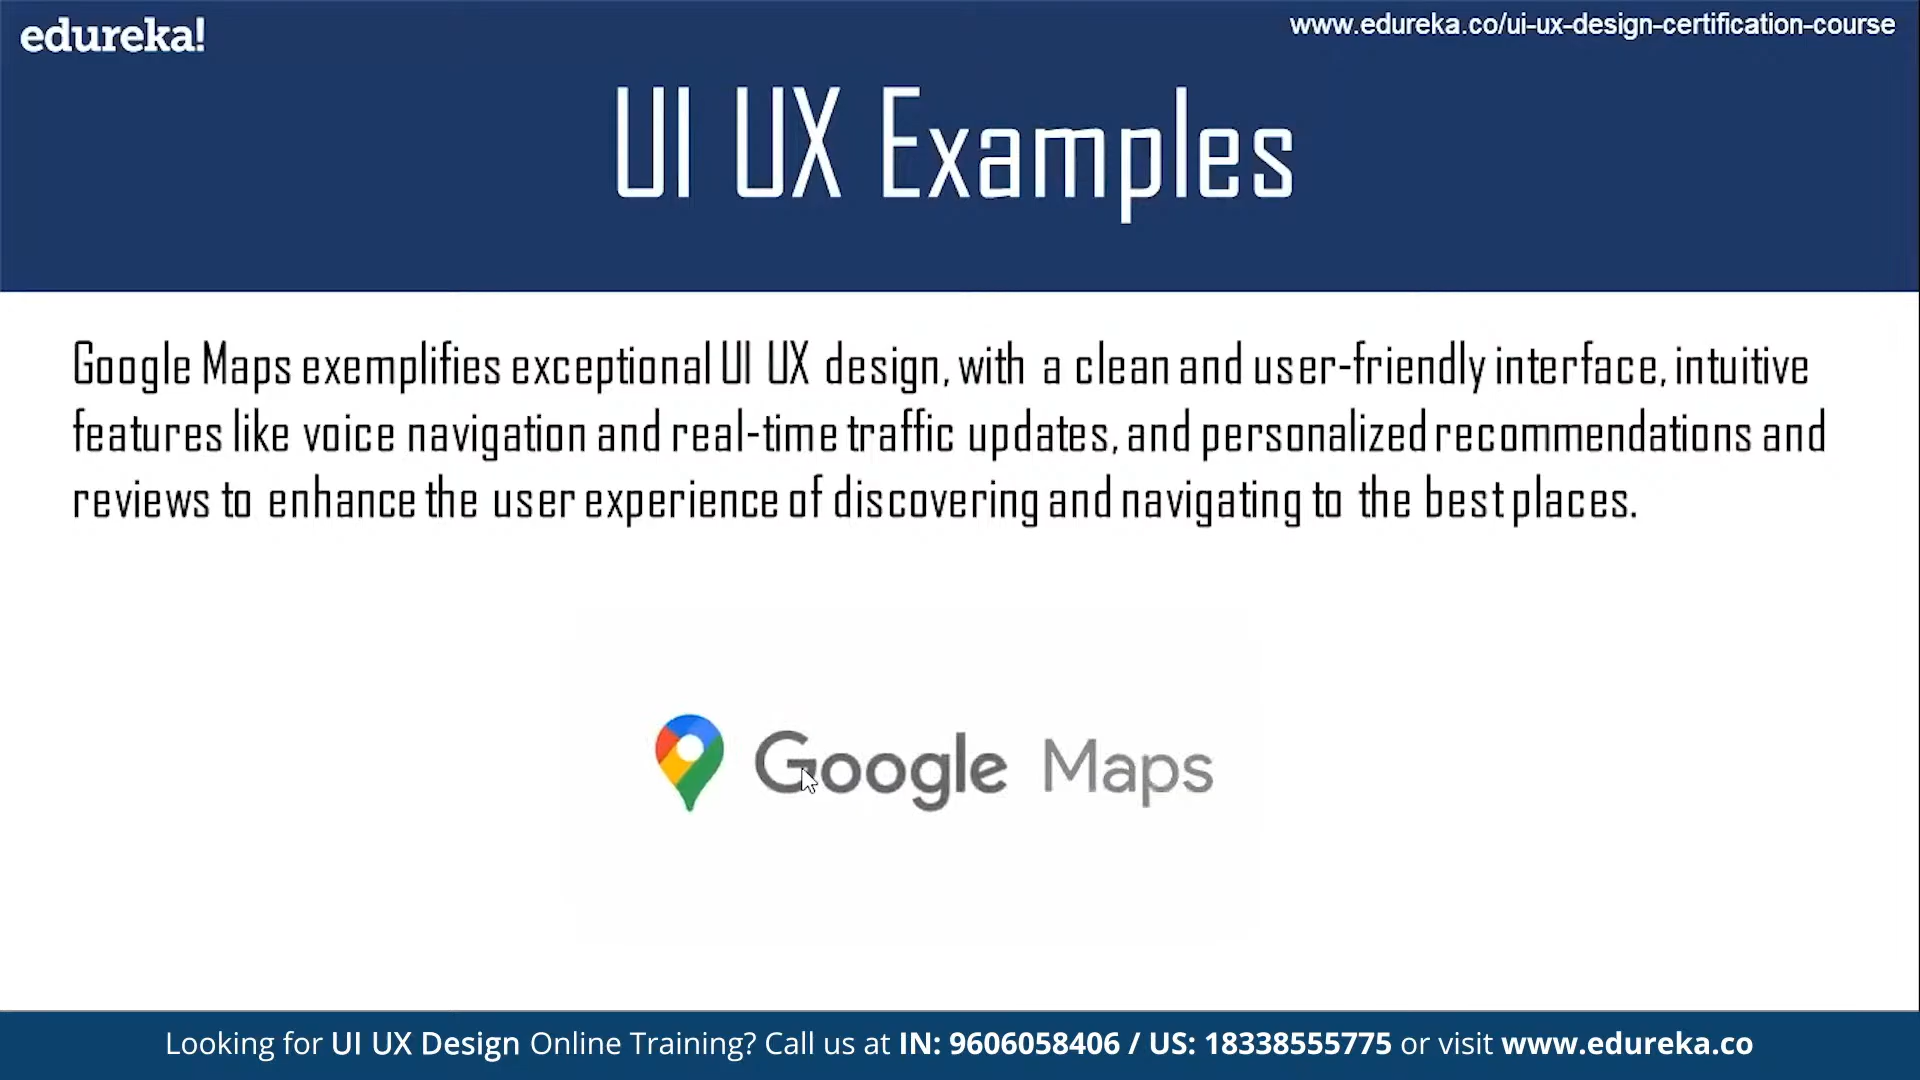 edureka!
www.edureka.co/ui-ux-design-certification-course
UI UX Examples
Google Maps exemplifies exceptional UI UX design, with a clean and user-friendly interface, intuitive
features like voice navigation and real-time traffic updates, and personalized recommendations and
reviews to enhance the user experience of discovering and navigating to the best places.
Google Maps
Looking for UI UX Design Online Training? Call us at IN: 9606058406 / US: 18338555775 or visit www.edureka.co